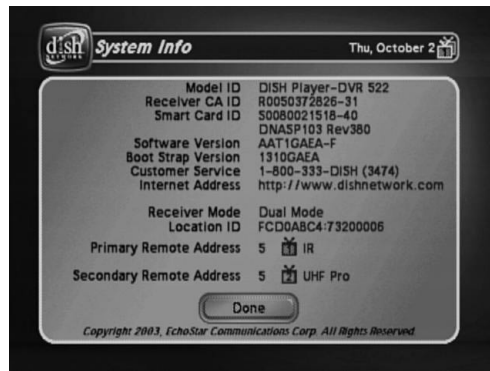 dish
NETWORK
System Info
Thu, October 2
1
Model ID DISH Player-DVR 522
Receiver CA ID R0050372826-31
Smart Card ID S0080021518-40
DNASP103 Rev380
Software Version AAT1GAEA-F
Boot Strap Version 1310GAEA
Customer Service 1-800-333-DISH (3474)
Internet Address http://www.dishnetwork.com
Receiver Mode Dual Mode
Location ID FCD0ABC4:73200006
Primary Remote Address 5 1 IR
Secondary Remote Address 5 2 UHF Pro
Done
Copyright 2003, EchoStar Communications Corp. All Rights Reserved